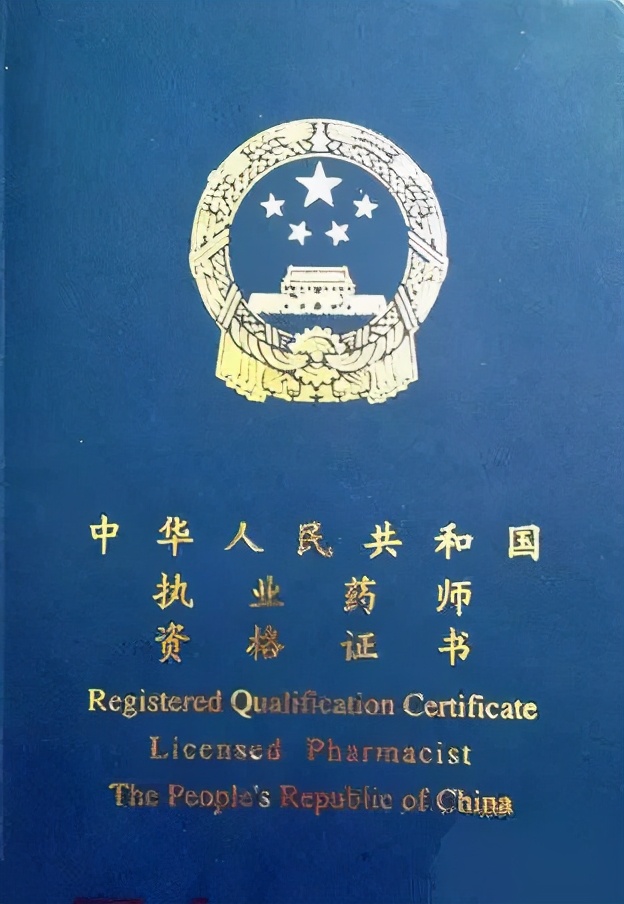 中华人民共和国
执业药师
资格证书
Registered Qualification Certificate
Licensed Pharmacist
The People's Republic of China